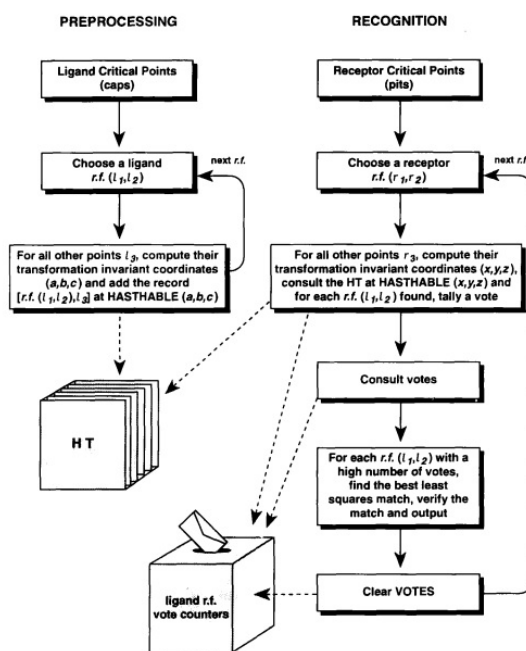 PREPROCESSING
Ligand Critical Points
(caps)
Choose a ligand
r.f. (l₁,l₂)
next r.f.
For all other points l₃, compute their
transformation invariant coordinates
(a,b,c) and add the record
[r.f. (l₁,l₂),l₃] at HASTHABLE (a,b,c)
H T
RECOGNITION
Receptor Critical Points
(pits)
Choose a receptor
r.f. (r₁,r₂)
next r.f.
For all other points r₃, compute their
transformation invariant coordinates (x,y,z),
consult the HT at HASTHABLE (x,y,z) and
for each r.f. (l₁,l₂) found, tally a vote
Consult votes
For each r.f. (l₁,l₂) with a
high number of votes,
find the best least
squares match, verify the
match and output
Clear VOTES
ligand r.f.
vote counters